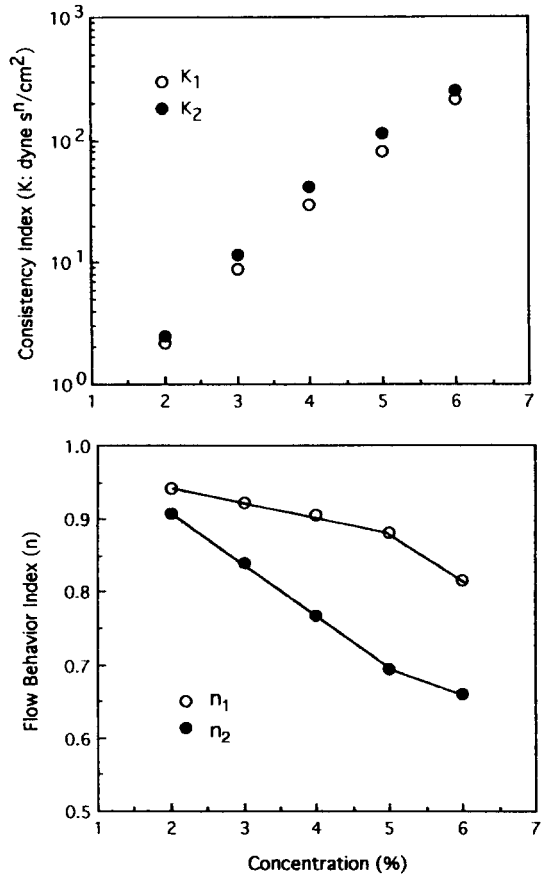 10³
10²
10¹
10⁰
Consistency Index (K: dyne sⁿ/cm²)
K₁
K₂
1 2 3 4 5 6 7
1.0
0.9
0.8
0.7
0.6
0.5
Flow Behavior Index (n)
n₁
n₂
1 2 3 4 5 6 7
Concentration (%)